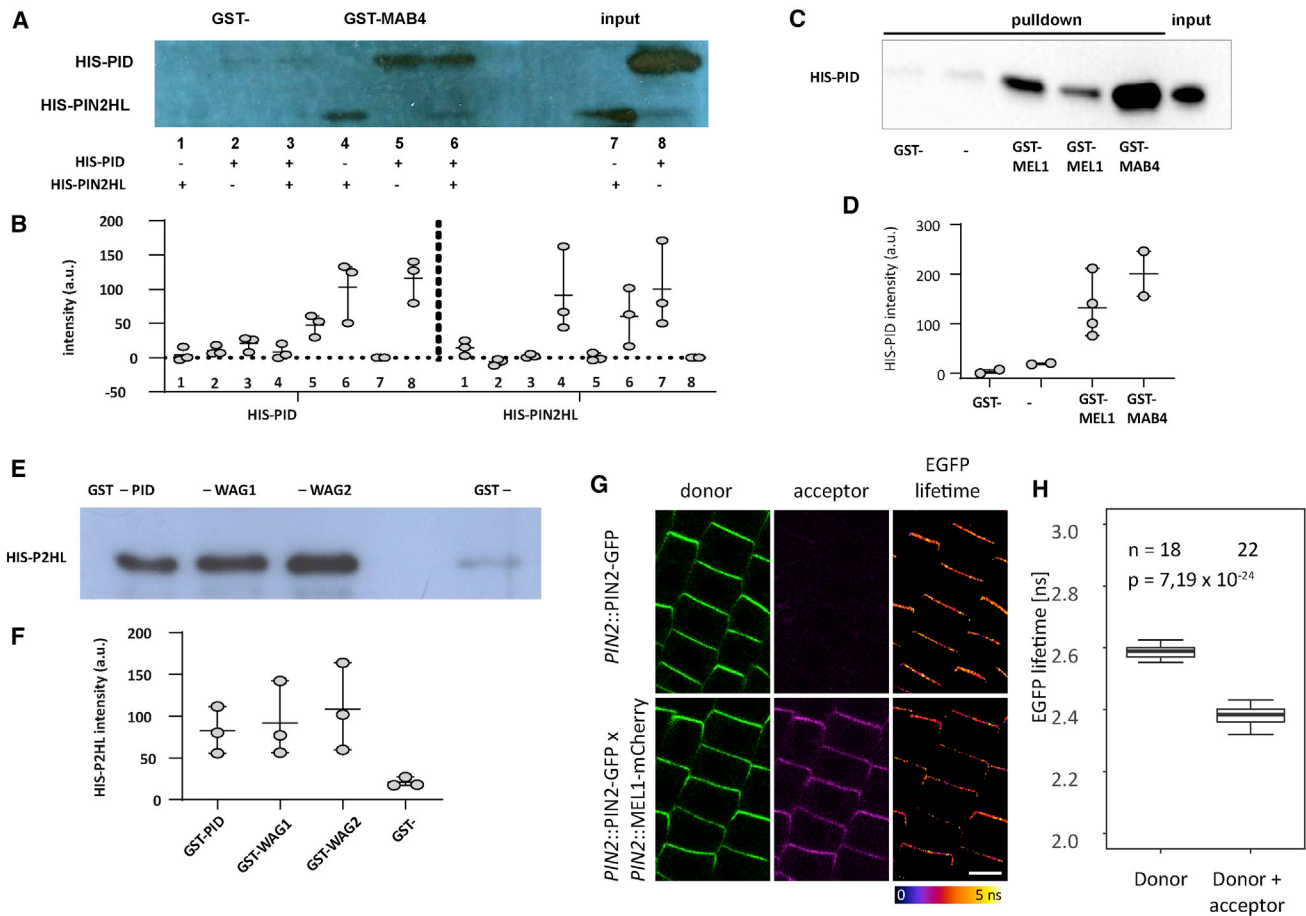 A
GST- GST-MAB4 input
HIS-PID
HIS-PIN2HL
1 2 3 4 5 6 7 8
HIS-PID - + + - + + - +
HIS-PIN2HL + - + + - + + -
B
intensity (a.u.)
200
150
100
50
0
-50
1 2 3 4 5 6 7 8 1 2 3 4 5 6 7 8
HIS-PID HIS-PIN2HL
C
pulldown input
HIS-PID
GST- - GST-MEL1 GST-MEL1 GST-MAB4
D
HIS-PID intensity (a.u.)
300
200
100
0
GST- - GST-MEL1 GST-MAB4
E
GST – PID – WAG1 – WAG2 GST –
HIS-P2HL
F
HIS-P2HL intensity (a.u.)
200
150
100
50
0
GST-PID GST-WAG1 GST-WAG2 GST-
G
donor acceptor EGFP lifetime
PIN2::PIN2-GFP
PIN2::PIN2-GFP x
PIN2::MEL1-mCherry
0 5 ns
H
EGFP lifetime [ns]
3.0
2.8
2.6
2.4
2.2
2.0
n = 18 22
p = 7,19 x 10⁻²⁴
Donor Donor +
acceptor